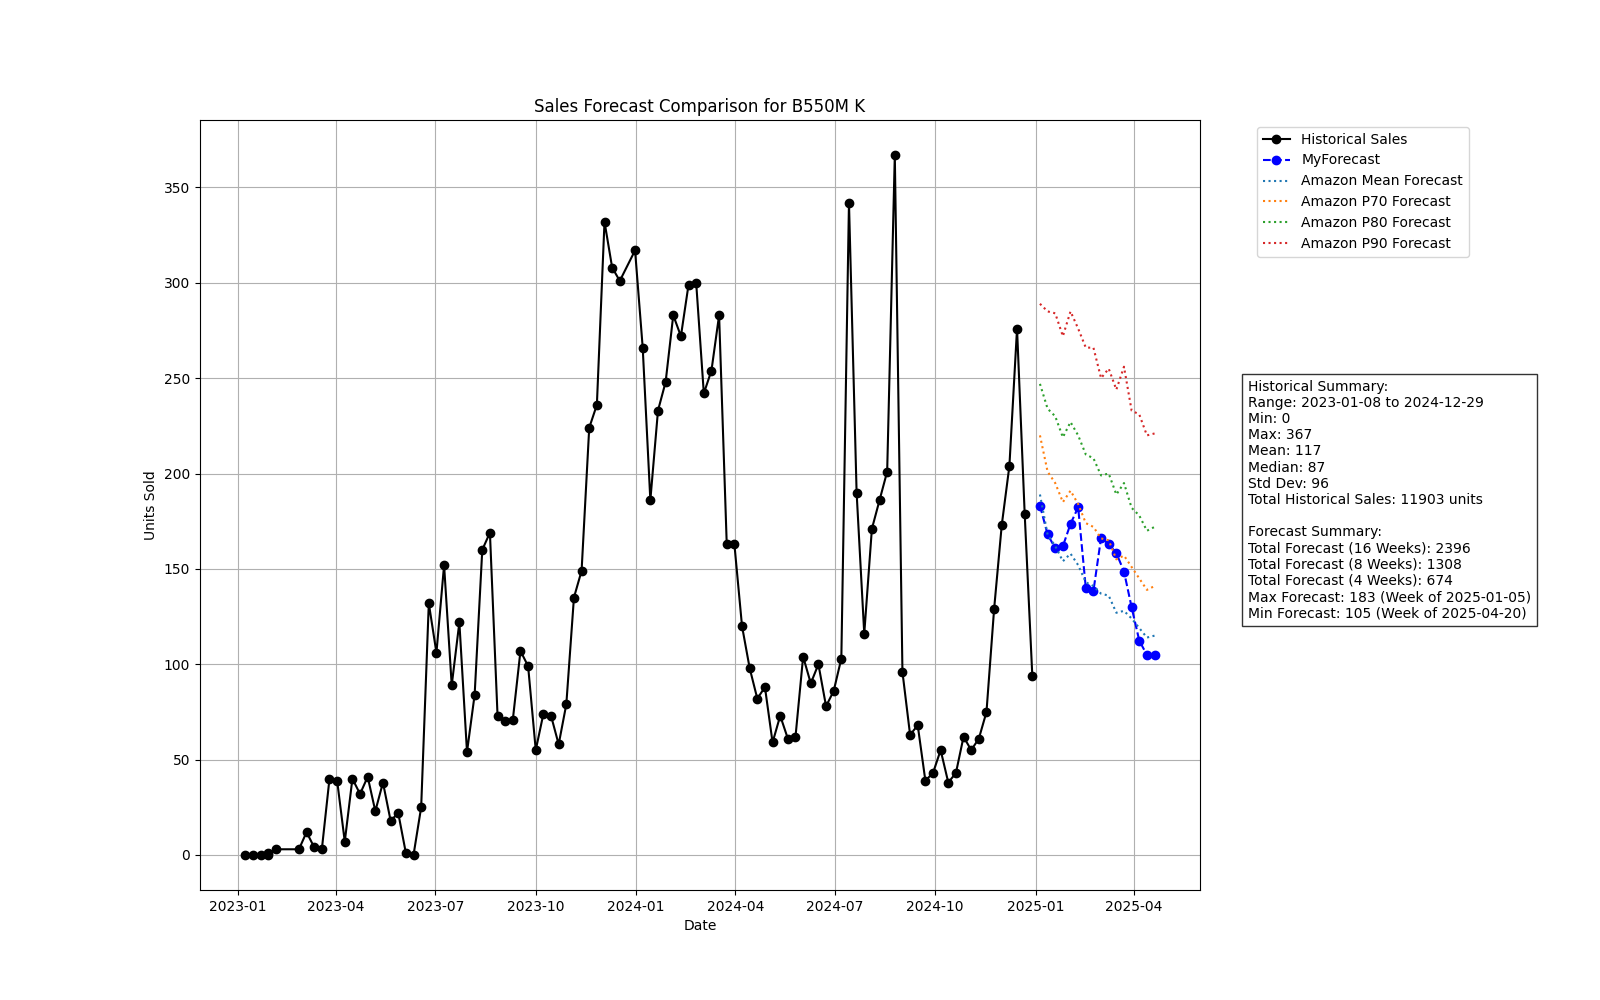 Sales Forecast Comparison for B550M K
Historical Sales
MyForecast
Amazon Mean Forecast
Amazon P70 Forecast
Amazon P80 Forecast
Amazon P90 Forecast
Units Sold
350
300
250
200
150
100
50
0
2023-01
2023-04
2023-07
2023-10
2024-01
2024-04
2024-07
2024-10
2025-01
2025-04
Date
Historical Summary:
Range: 2023-01-08 to 2024-12-29
Min: 0
Max: 367
Mean: 117
Median: 87
Std Dev: 96
Total Historical Sales: 11903 units
Forecast Summary:
Total Forecast (16 Weeks): 2396
Total Forecast (8 Weeks): 1308
Total Forecast (4 Weeks): 674
Max Forecast: 183 (Week of 2025-01-05)
Min Forecast: 105 (Week of 2025-04-20)